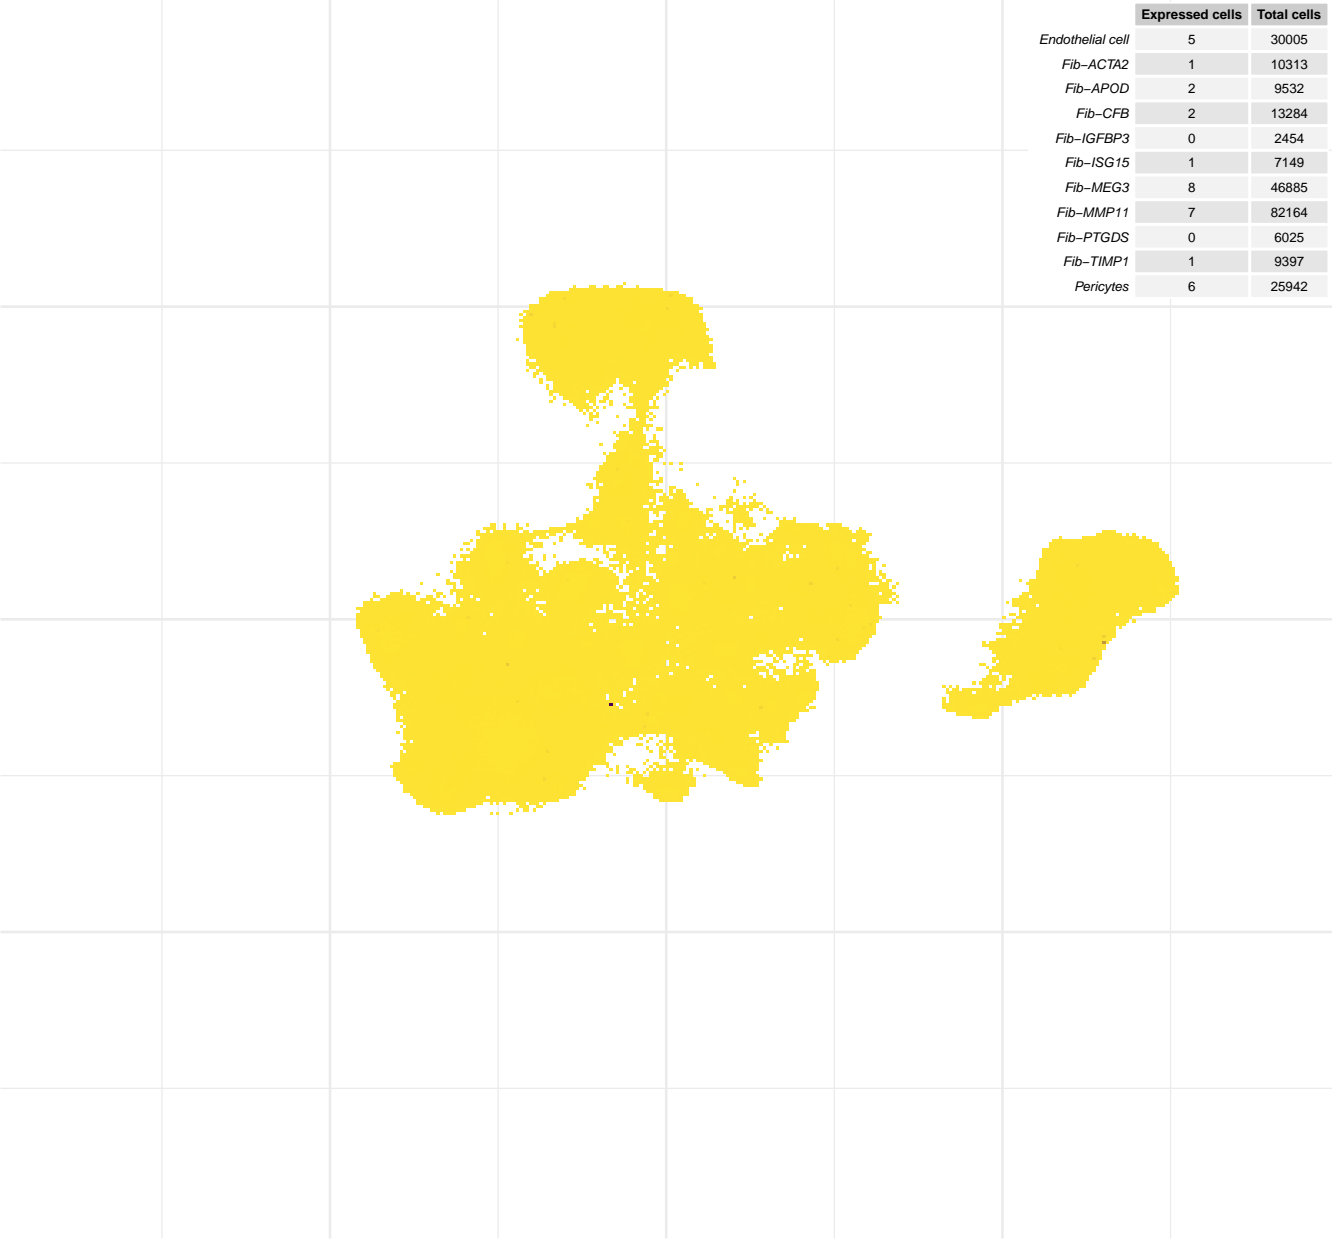 Expressed cells Total cells
Endothelial cell 5 30005
Fib−ACTA2 1 10313
Fib−APOD 2 9532
Fib−CFB 2 13284
Fib−IGFBP3 0 2454
Fib−ISG15 1 7149
Fib−MEG3 8 46885
Fib−MMP11 7 82164
Fib−PTGDS 0 6025
Fib−TIMP1 1 9397
Pericytes 6 25942